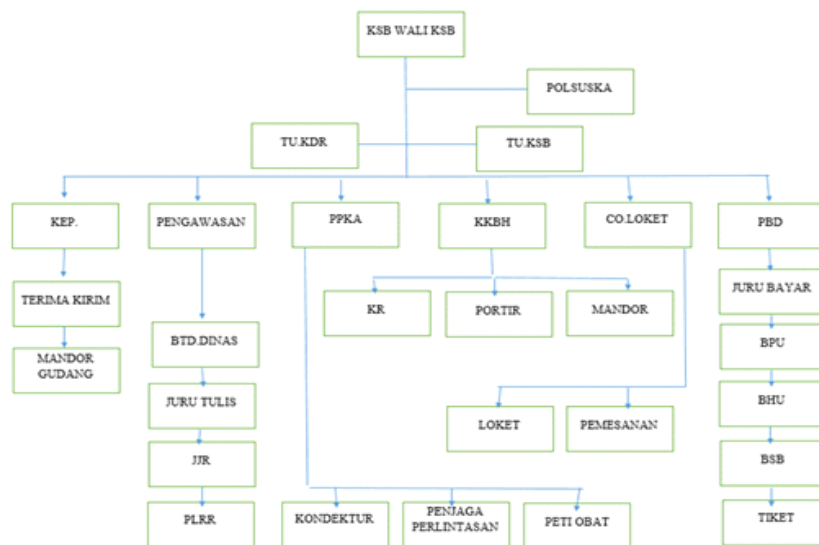 KSB WALI KSB
POLSUSKA
TU.KDR
TU.KSB
KEP.
PENGAWASAN
PPKA
KKBH
CO.LOKET
PBD
TERIMA KIRIM
KR
PORTIR
MANDOR
JURU BAYAR
MANDOR
GUDANG
BTD.DINAS
BPU
JURU TULIS
LOKET
PEMESANAN
BHU
JJR
BSB
PLRR
KONDEKTUR
PENJAGA
PERLINTASAN
PETI OBAT
TIKET